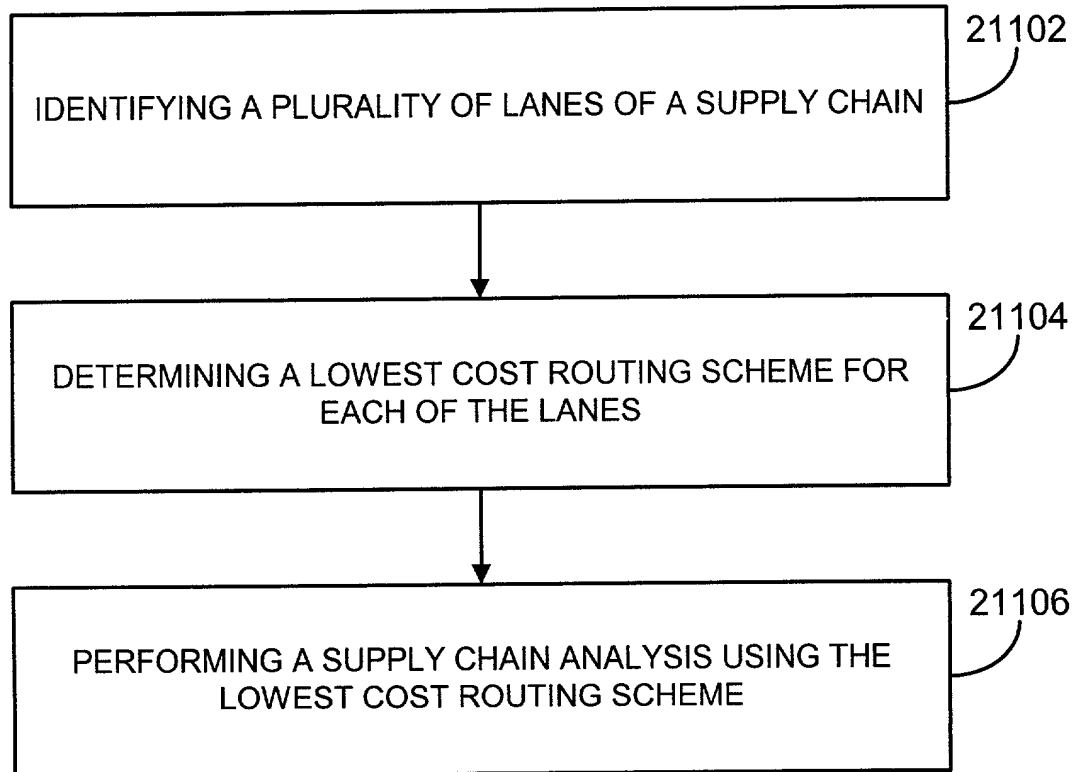 21102
IDENTIFYING A PLURALITY OF LANES OF A SUPPLY CHAIN
21104
DETERMINING A LOWEST COST ROUTING SCHEME FOR
EACH OF THE LANES
21106
PERFORMING A SUPPLY CHAIN ANALYSIS USING THE
LOWEST COST ROUTING SCHEME